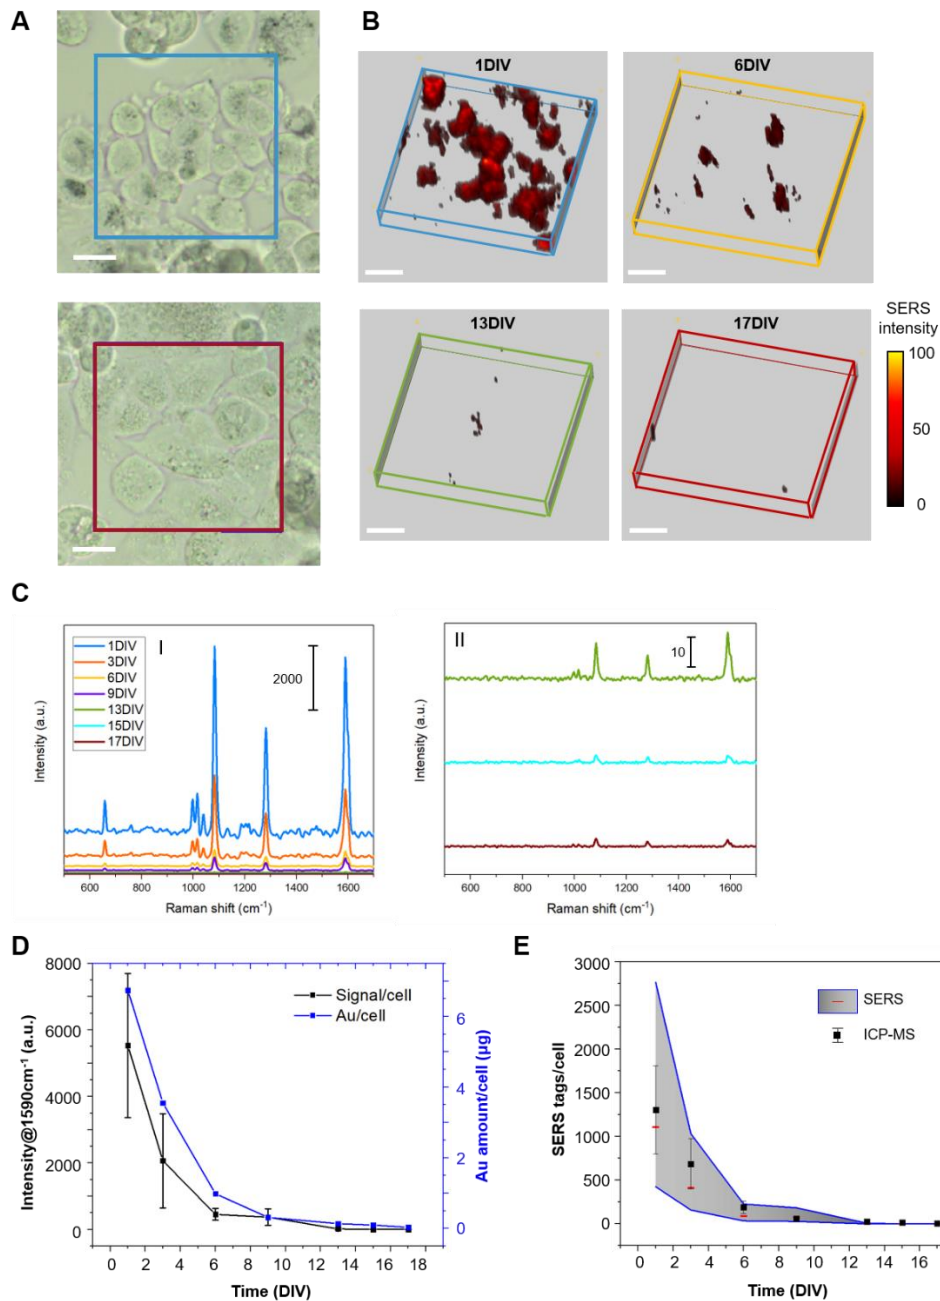 A
B
1DIV
6DIV
13DIV
17DIV
SERS
intensity
100
50
0
C
I
1DIV
3DIV
6DIV
9DIV
13DIV
15DIV
17DIV
2000
Intensity (a.u.)
600 800 1000 1200 1400 1600
Raman shift (cm-1)
II
10
Intensity (a.u.)
600 800 1000 1200 1400 1600
Raman shift (cm-1)
D
8000
6000
4000
2000
0
Intensity@1590cm-1 (a.u.)
Signal/cell
Au/cell
6
4
2
0
Au amount/cell (µg)
0 2 4 6 8 10 12 14 16 18
Time (DIV)
E
3000
2500
2000
1500
1000
500
0
SERS tags/cell
SERS
ICP-MS
0 2 4 6 8 10 12 14 16
Time (DIV)